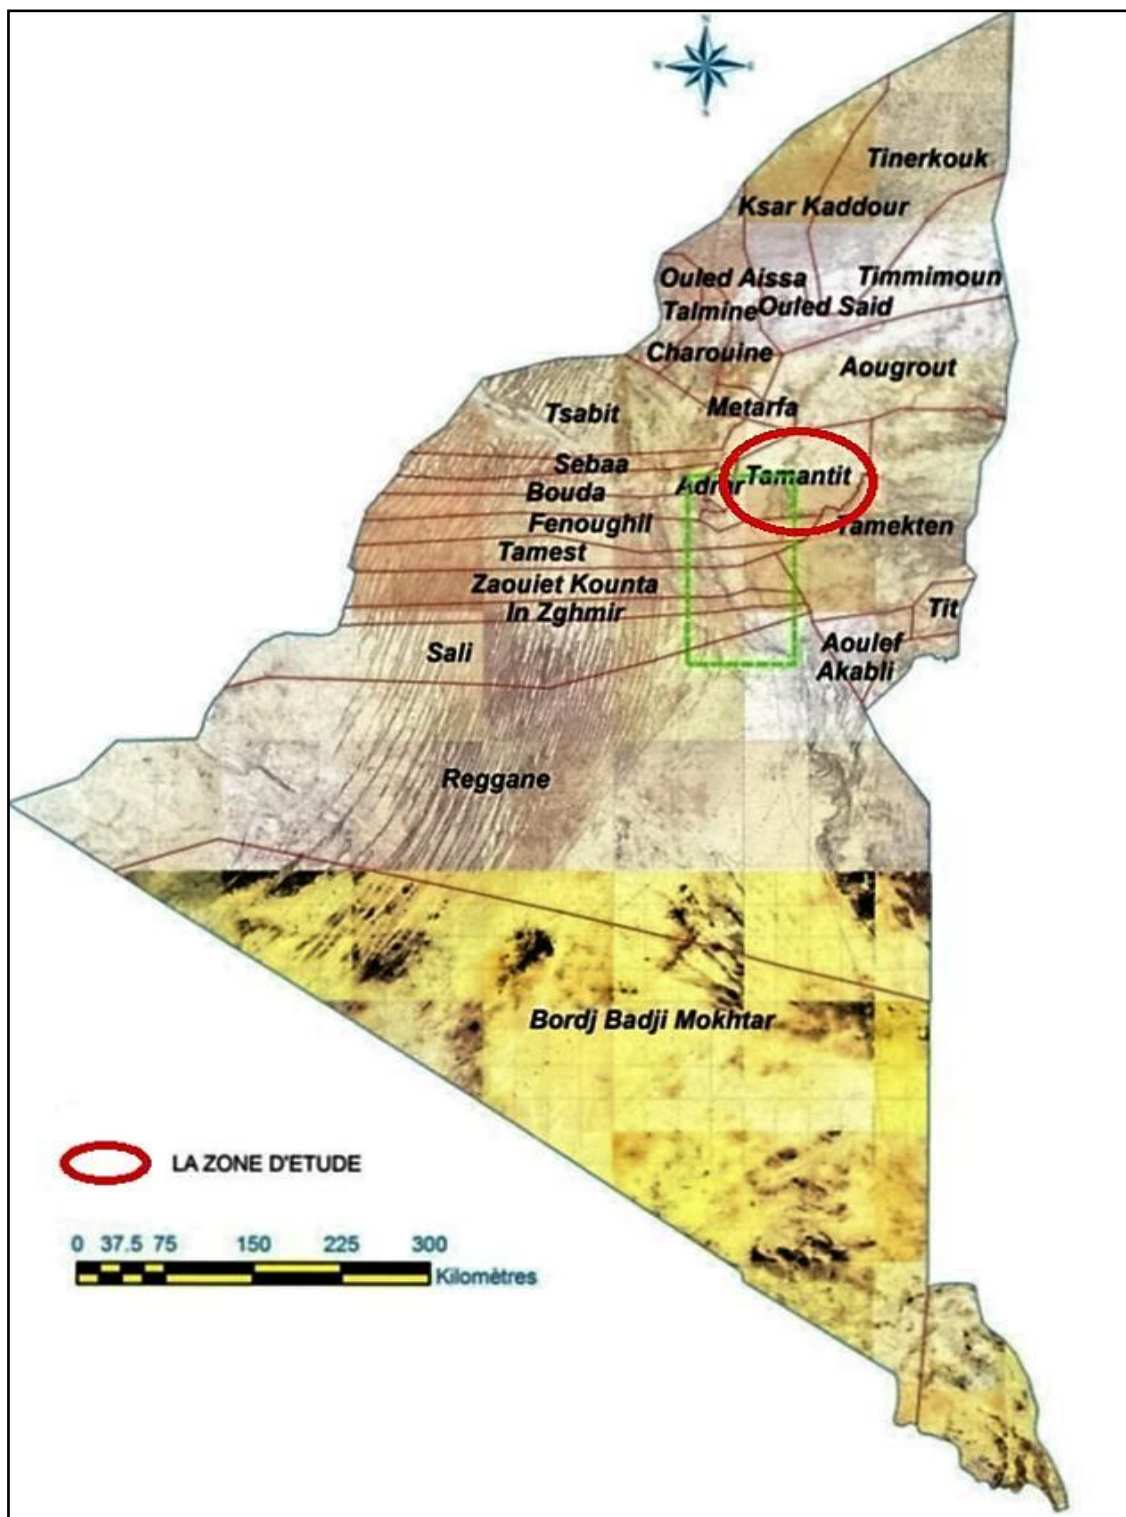 N
W
E
S
Tinerkouk
Ksar Kaddour
Ouled Aissa
Timmimoun
Talmine
Ouled Said
Charouine
Aougrout
Metarfa
Tsabit
Sebaa
Adrar
Tamantit
Bouda
Fenoughil
Tamekten
Tamest
Zaouiet Kounta
In Zghmir
Tit
Sali
Aoulef
Akabli
Reggane
Bordj Badji Mokhtar
LA ZONE D'ETUDE
0 37.5 75 150 225 300
Kilomètres